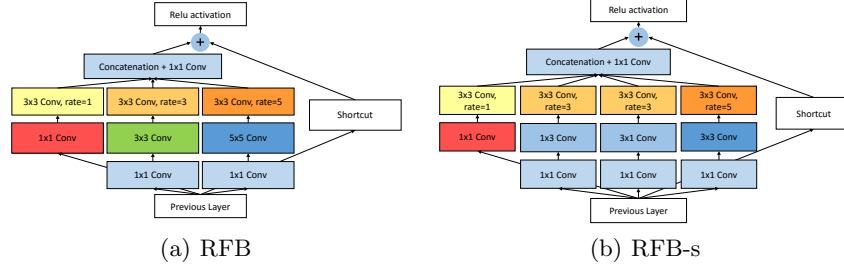 Relu activation
+
Concatenation + 1x1 Conv
3x3 Conv, rate=1
3x3 Conv, rate=3
3x3 Conv, rate=5
1x1 Conv
3x3 Conv
5x5 Conv
Shortcut
1x1 Conv
1x1 Conv
Previous Layer
(a) RFB
Relu activation
+
Concatenation + 1x1 Conv
3x3 Conv,
rate=1
3x3 Conv,
rate=3
3x3 Conv,
rate=3
3x3 Conv,
rate=5
1x1 Conv
1x3 Conv
3x1 Conv
3x3 Conv
Shortcut
1x1 Conv
1x1 Conv
1x1 Conv
Previous Layer
(b) RFB-s